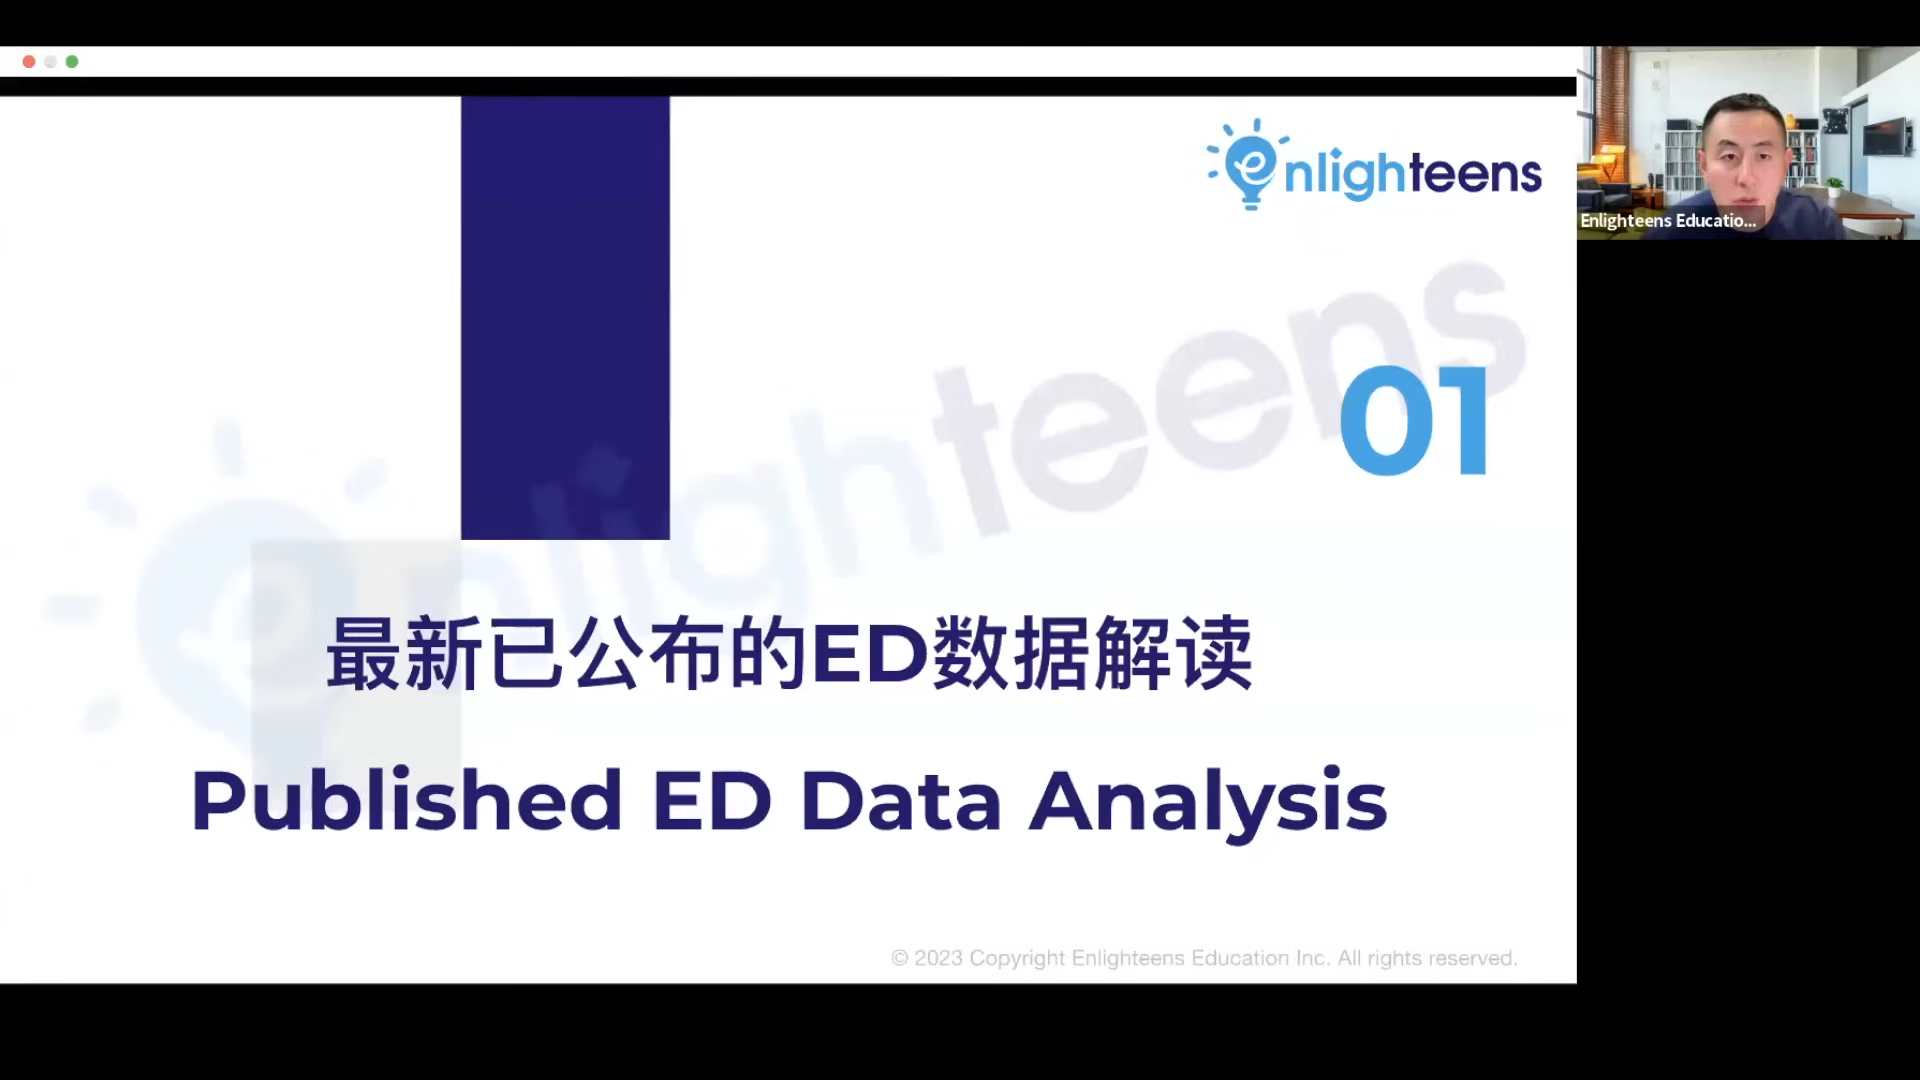 enlighteens
Enlighteens Educatio...
enlighteens
01
最新已公布的ED数据解读
Published ED Data Analysis
© 2023 Copyright Enlighteens Education Inc. All rights reserved.